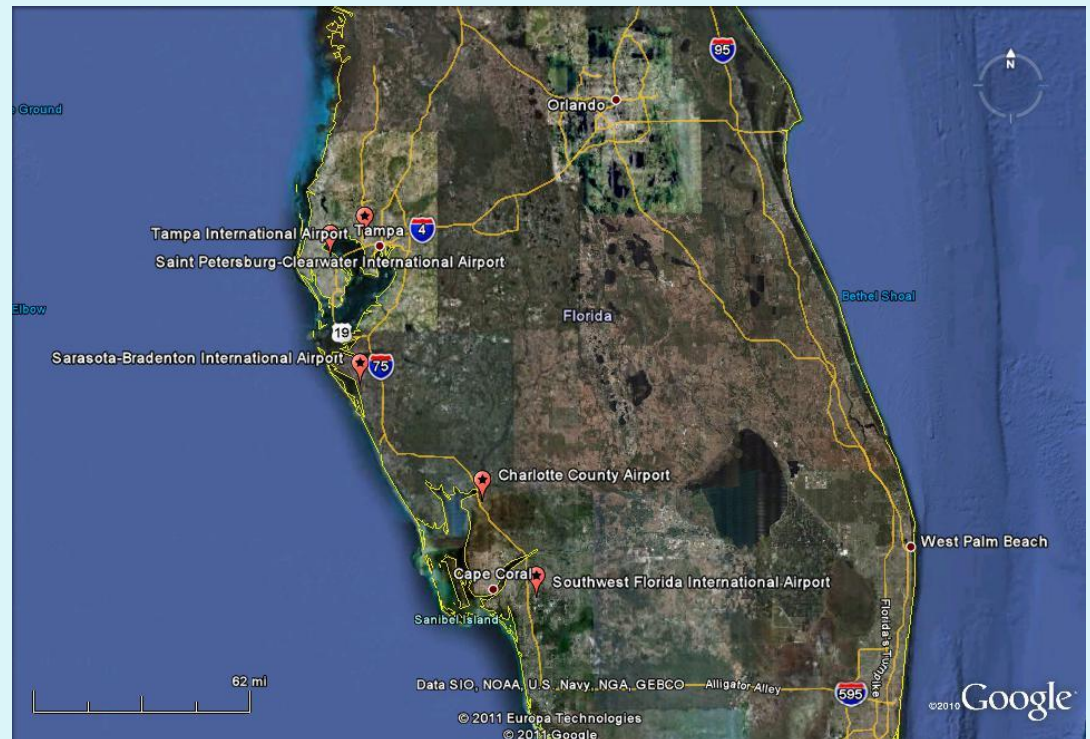 95
N
Orlando
e Ground
Tampa International Airport
Tampa
4
Saint Petersburg-Clearwater International Airport
Bethel Shoal
Elbow
Florida
19
Sarasota-Bradenton International Airport
75
Charlotte County Airport
West Palm Beach
Cape Coral
Southwest Florida International Airport
Sanibel Island
Florida's Turnpike
62 mi
Data SIO, NOAA, U.S. Navy, NGA, GEBCO
Alligator Alley
595
©2010 Google
© 2011 Europa Technologies
© 2011 Google